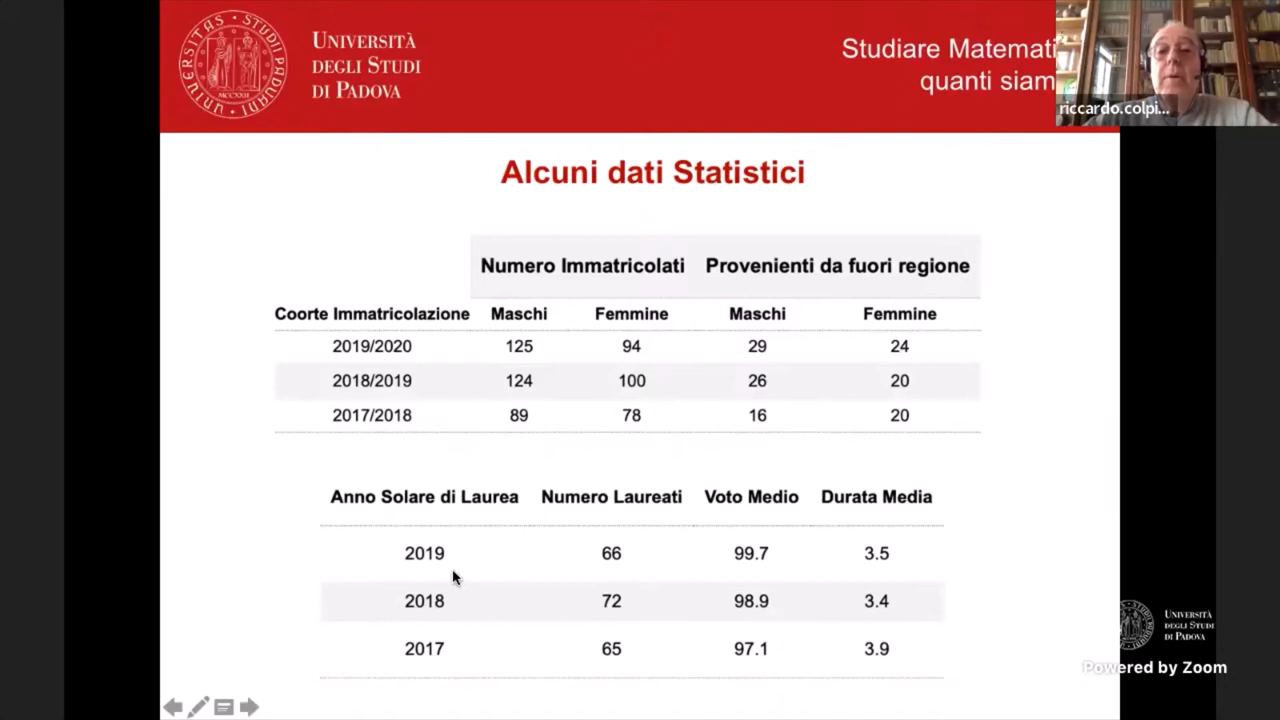 UNIVERSITÀ
DEGLI STUDI
DI PADOVA
Studiare Matemati
quanti siam
riccardo.colpi...
Alcuni dati Statistici
Numero Immatricolati Provenienti da fuori regione
Coorte Immatricolazione Maschi Femmine Maschi Femmine
2019/2020 125 94 29 24
2018/2019 124 100 26 20
2017/2018 89 78 16 20
Anno Solare di Laurea Numero Laureati Voto Medio Durata Media
2019 66 99.7 3.5
2018 72 98.9 3.4
2017 65 97.1 3.9
UNIVERSITÀ
DEGLI STUDI
DI PADOVA
Powered by Zoom